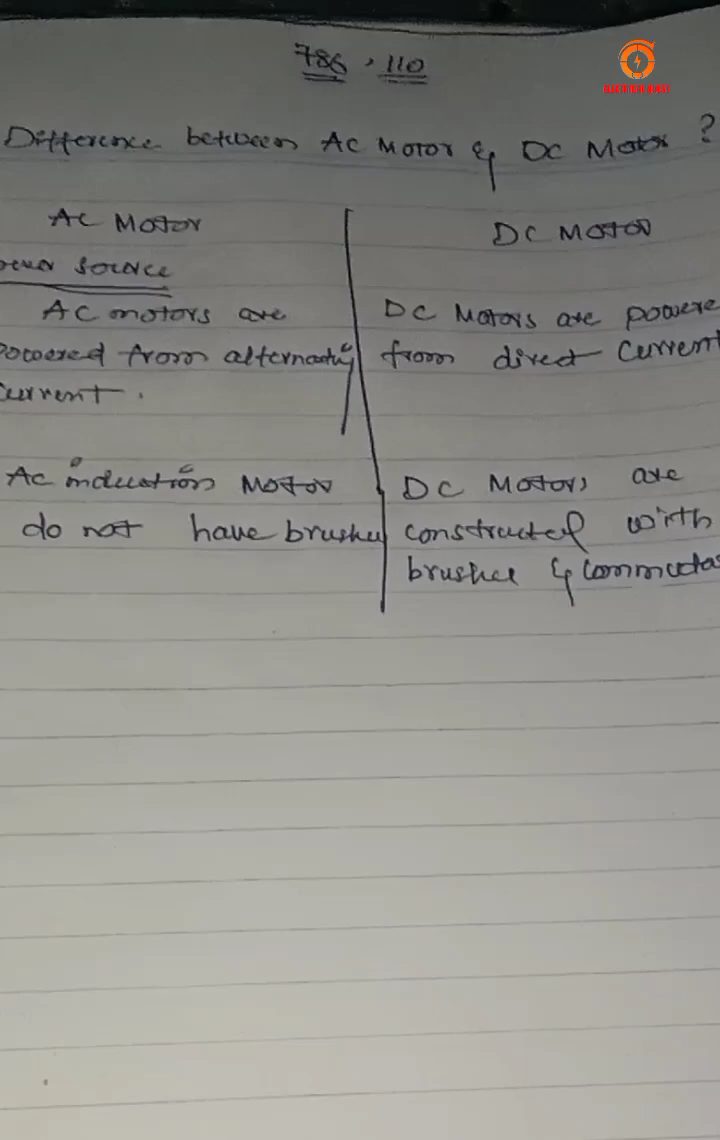 786, 110
Difference between AC Motor & DC Motor ?
AC Motor
DC Motor
ower source
AC motors are
powered from alternating
current.
DC Motors are powere
from direct current
AC induction Motor
do not have brushes
DC Motors are
constructed with
brushes & commuta